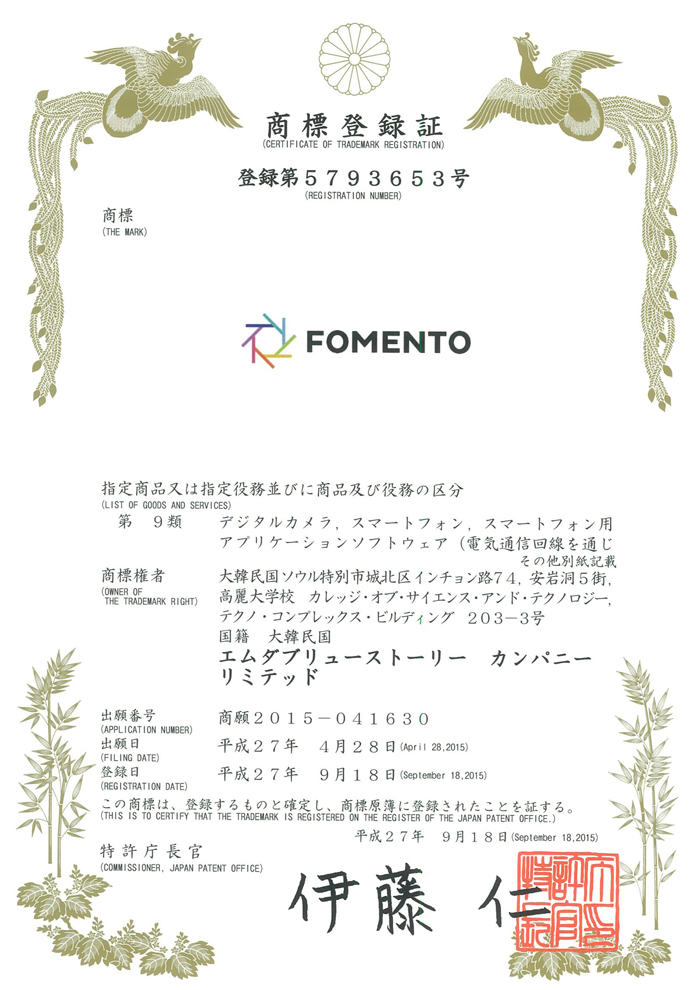 商標登録証
(CERTIFICATE OF TRADEMARK REGISTRATION)
登録第5793653号
(REGISTRATION NUMBER)
商標
(THE MARK)
FOMENTO
指定商品又は指定役務並びに商品及び役務の区分
(LIST OF GOODS AND SERVICES)
第 9類 デジタルカメラ,スマートフォン,スマートフォン用
アプリケーションソフトウェア(電気通信回線を通じ
その他別紙記載
商標権者 大韓民国ソウル特別市城北区インチョン路74,安岩洞5街,
(OWNER OF THE TRADEMARK RIGHT) 高麗大学校 カレッジ・オブ・サイエンス・アンド・テクノロジー,
テクノ・コンプレックス・ビルディング 203-3号
国籍 大韓民国
エムダブリューストーリー カンパニー
リミテッド
出願番号 商願2015-041630
(APPLICATION NUMBER)
出願日 平成27年 4月28日(April 28,2015)
(FILING DATE)
登録日 平成27年 9月18日(September 18,2015)
(REGISTRATION DATE)
この商標は、登録するものと確定し、商標原簿に登録されたことを証する。
(THIS IS TO CERTIFY THAT THE TRADEMARK IS REGISTERED ON THE REGISTER OF THE JAPAN PATENT OFFICE.)
平成27年 9月18日(September 18,2015)
特許庁長官
(COMMISSIONER, JAPAN PATENT OFFICE)
伊藤 仁